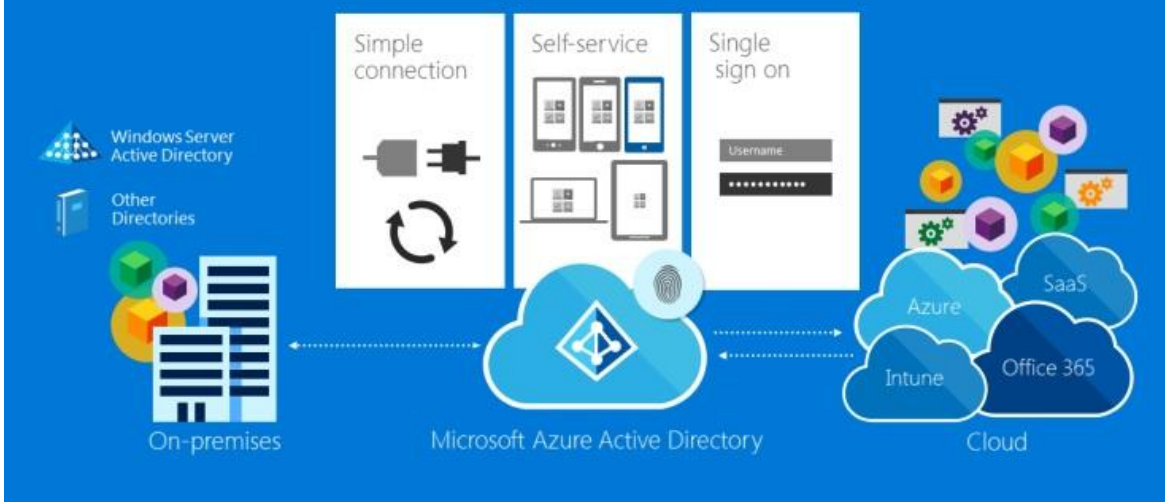 Simple
connection
Self-service
Single
sign on
Windows Server
Active Directory
Other
Directories
Username
***********
Azure
SaaS
Intune
Office 365
On-premises
Microsoft Azure Active Directory
Cloud